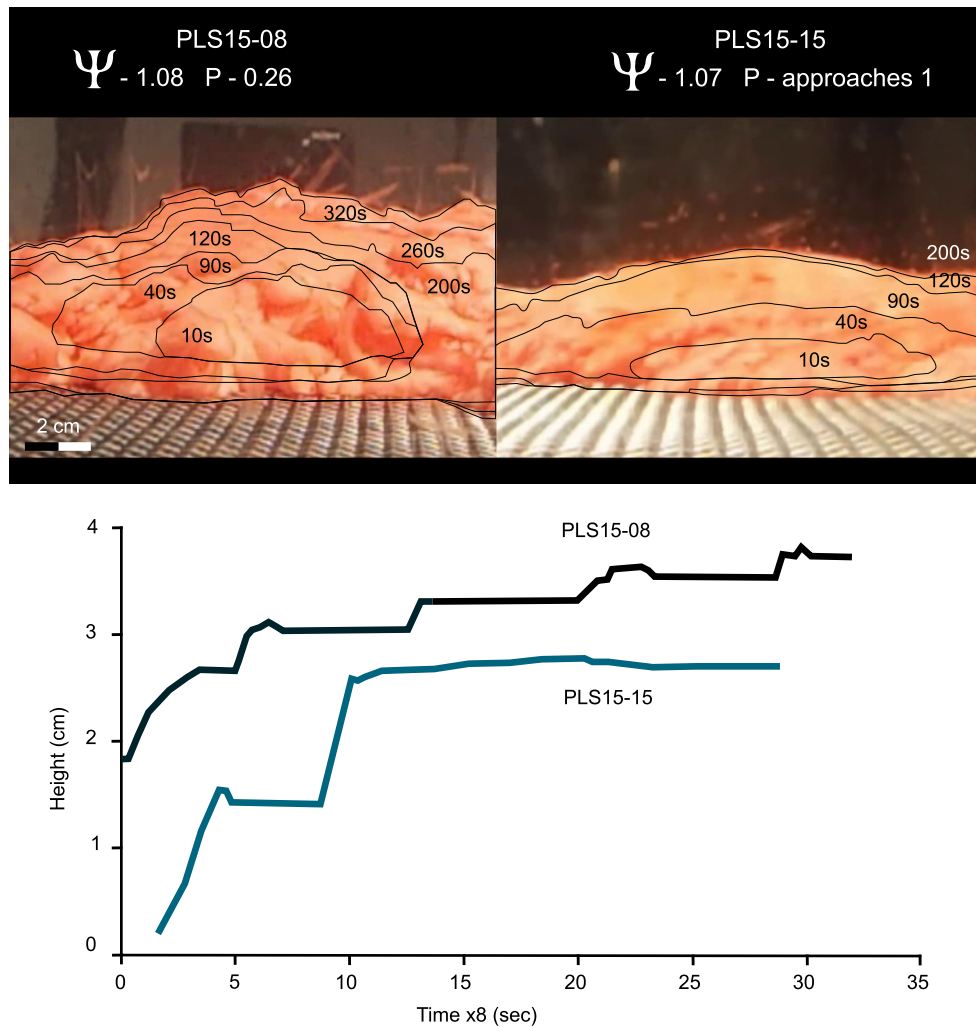 PLS15-08
Ψ - 1.08 P - 0.26
PLS15-15
Ψ - 1.07 P - approaches 1
320s
120s
260s
90s
200s
40s
10s
2 cm
200s
120s
90s
40s
10s
4
3
2
1
0
Height (cm)
PLS15-08
PLS15-15
0 5 10 15 20 25 30 35
Time x8 (sec)